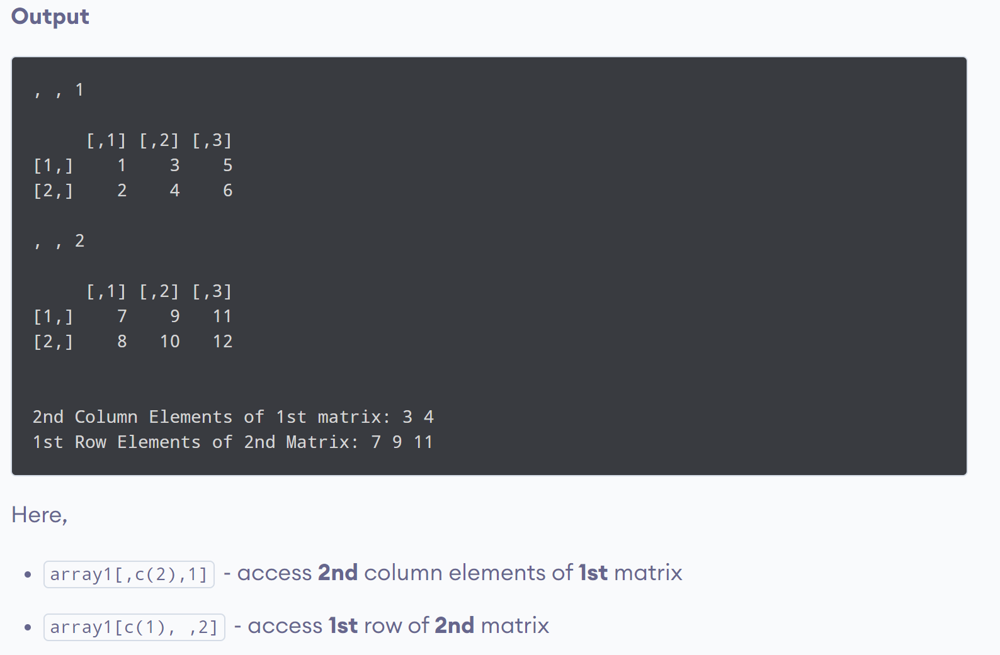 Output
, , 1
     [,1] [,2] [,3]
[1,]    1    3    5
[2,]    2    4    6
, , 2
     [,1] [,2] [,3]
[1,]    7    9   11
[2,]    8   10   12
2nd Column Elements of 1st matrix: 3 4
1st Row Elements of 2nd Matrix: 7 9 11
Here,
• array1[,c(2),1] - access 2nd column elements of 1st matrix
• array1[c(1), ,2] - access 1st row of 2nd matrix